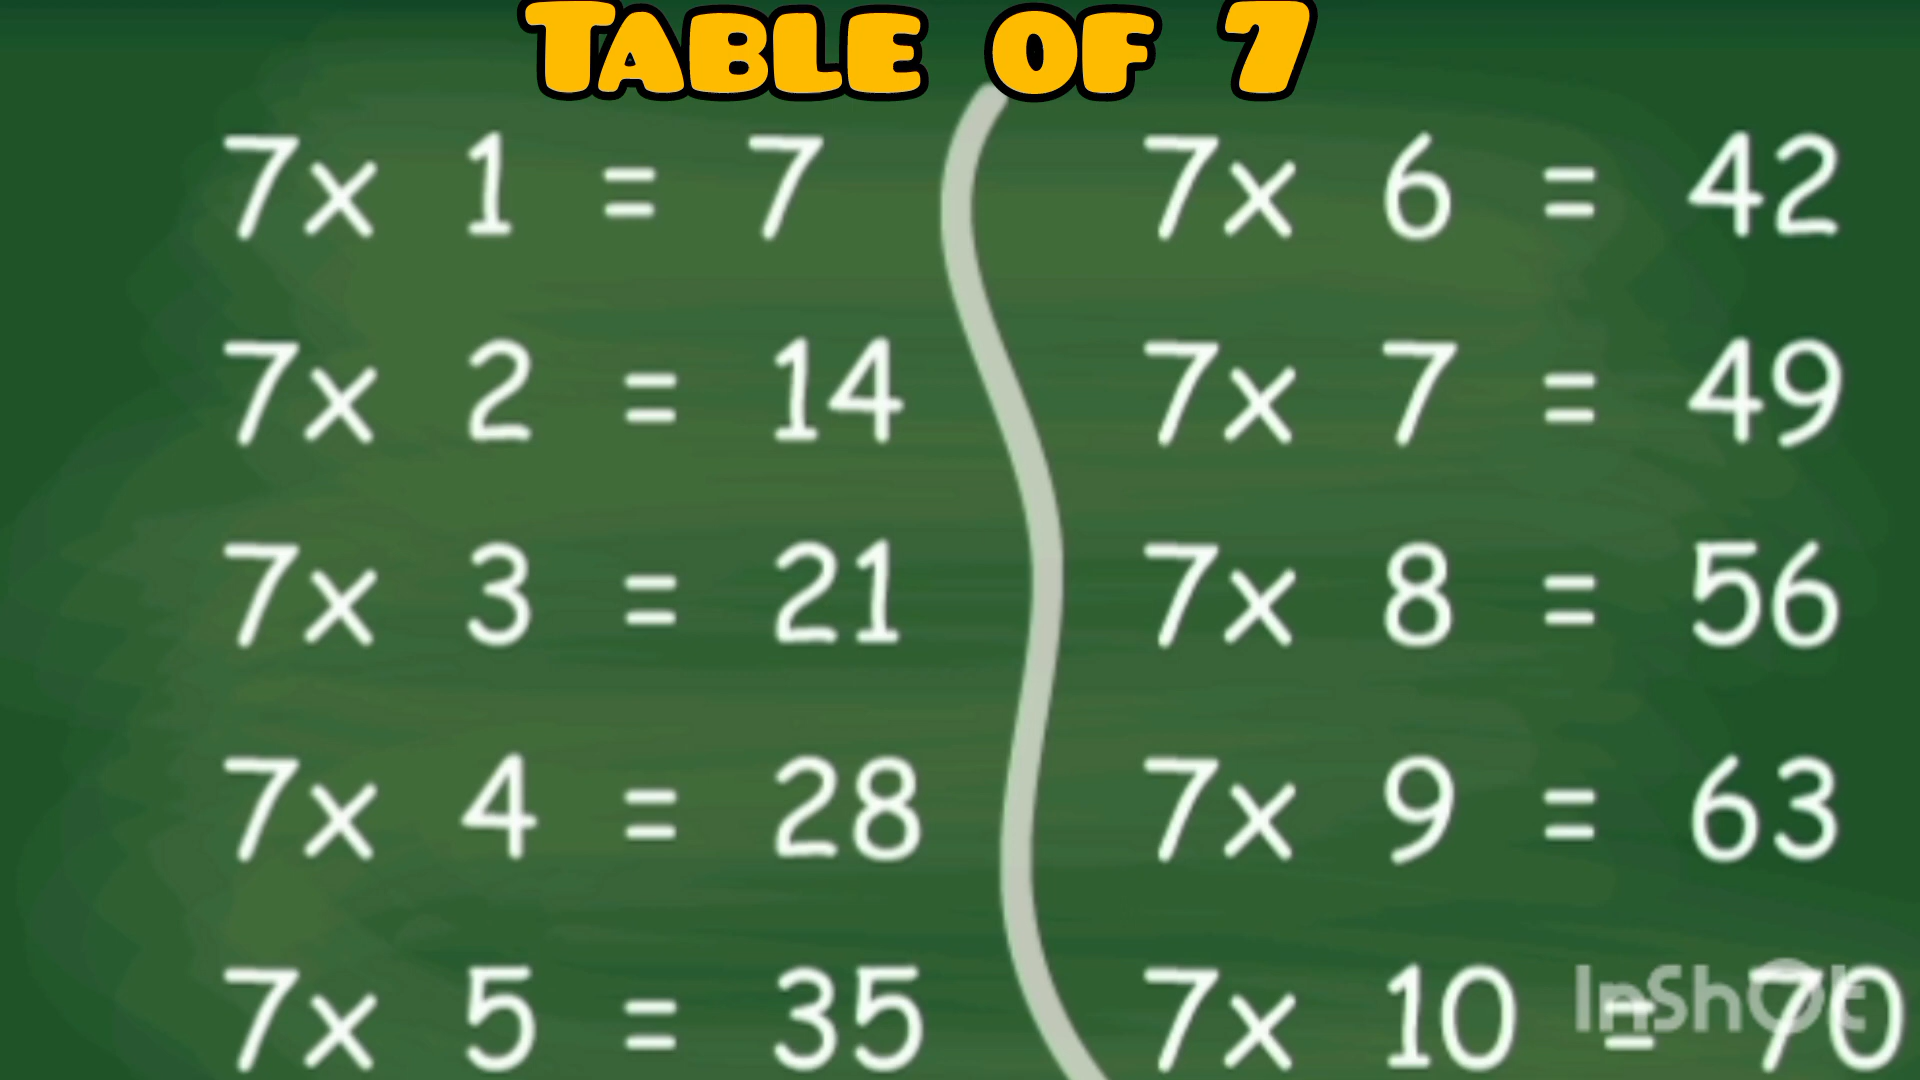 TABLE OF 7
7x 1 = 7
7x 2 = 14
7x 3 = 21
7x 4 = 28
7x 5 = 35
7x 6 = 42
7x 7 = 49
7x 8 = 56
7x 9 = 63
7x 10 = 70
InShOt